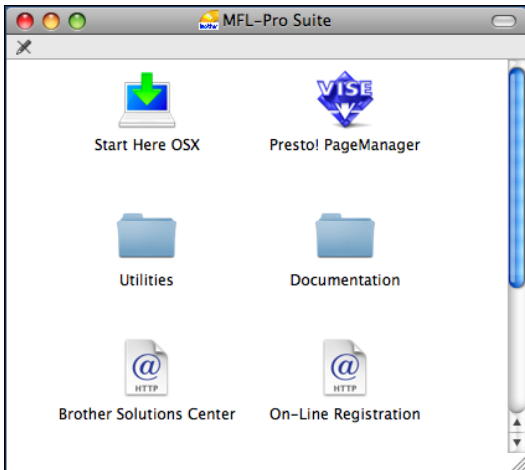 MFL-Pro Suite
VISE
Start Here OSX
Presto! PageManager
Utilities
Documentation
@
HTTP
@
HTTP
Brother Solutions Center
On-Line Registration